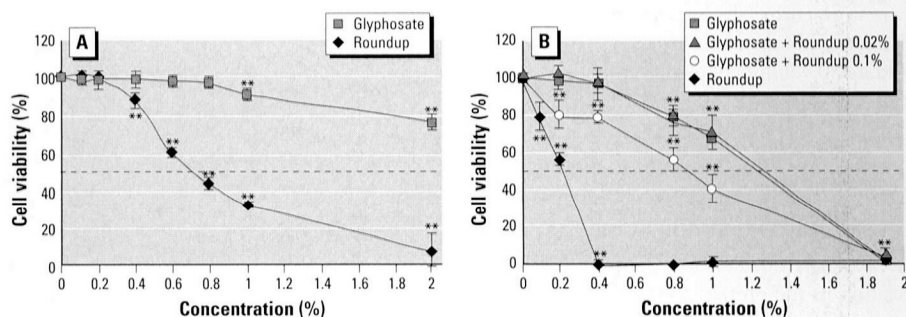 A
Glyphosate
Roundup
120
100
80
60
40
20
0
Cell viability (%)
**
**
**
**
**
**
**
0 0.2 0.4 0.6 0.8 1.0 1.2 1.4 1.6 1.8 2
Concentration (%)
B
Glyphosate
Glyphosate + Roundup 0.02%
Glyphosate + Roundup 0.1%
Roundup
120
100
80
60
40
20
0
Cell viability (%)
**
**
**
**
**
**
**
**
**
**
0 0.2 0.4 0.6 0.8 1.0 1.2 1.4 1.6 1.8 2
Concentration (%)